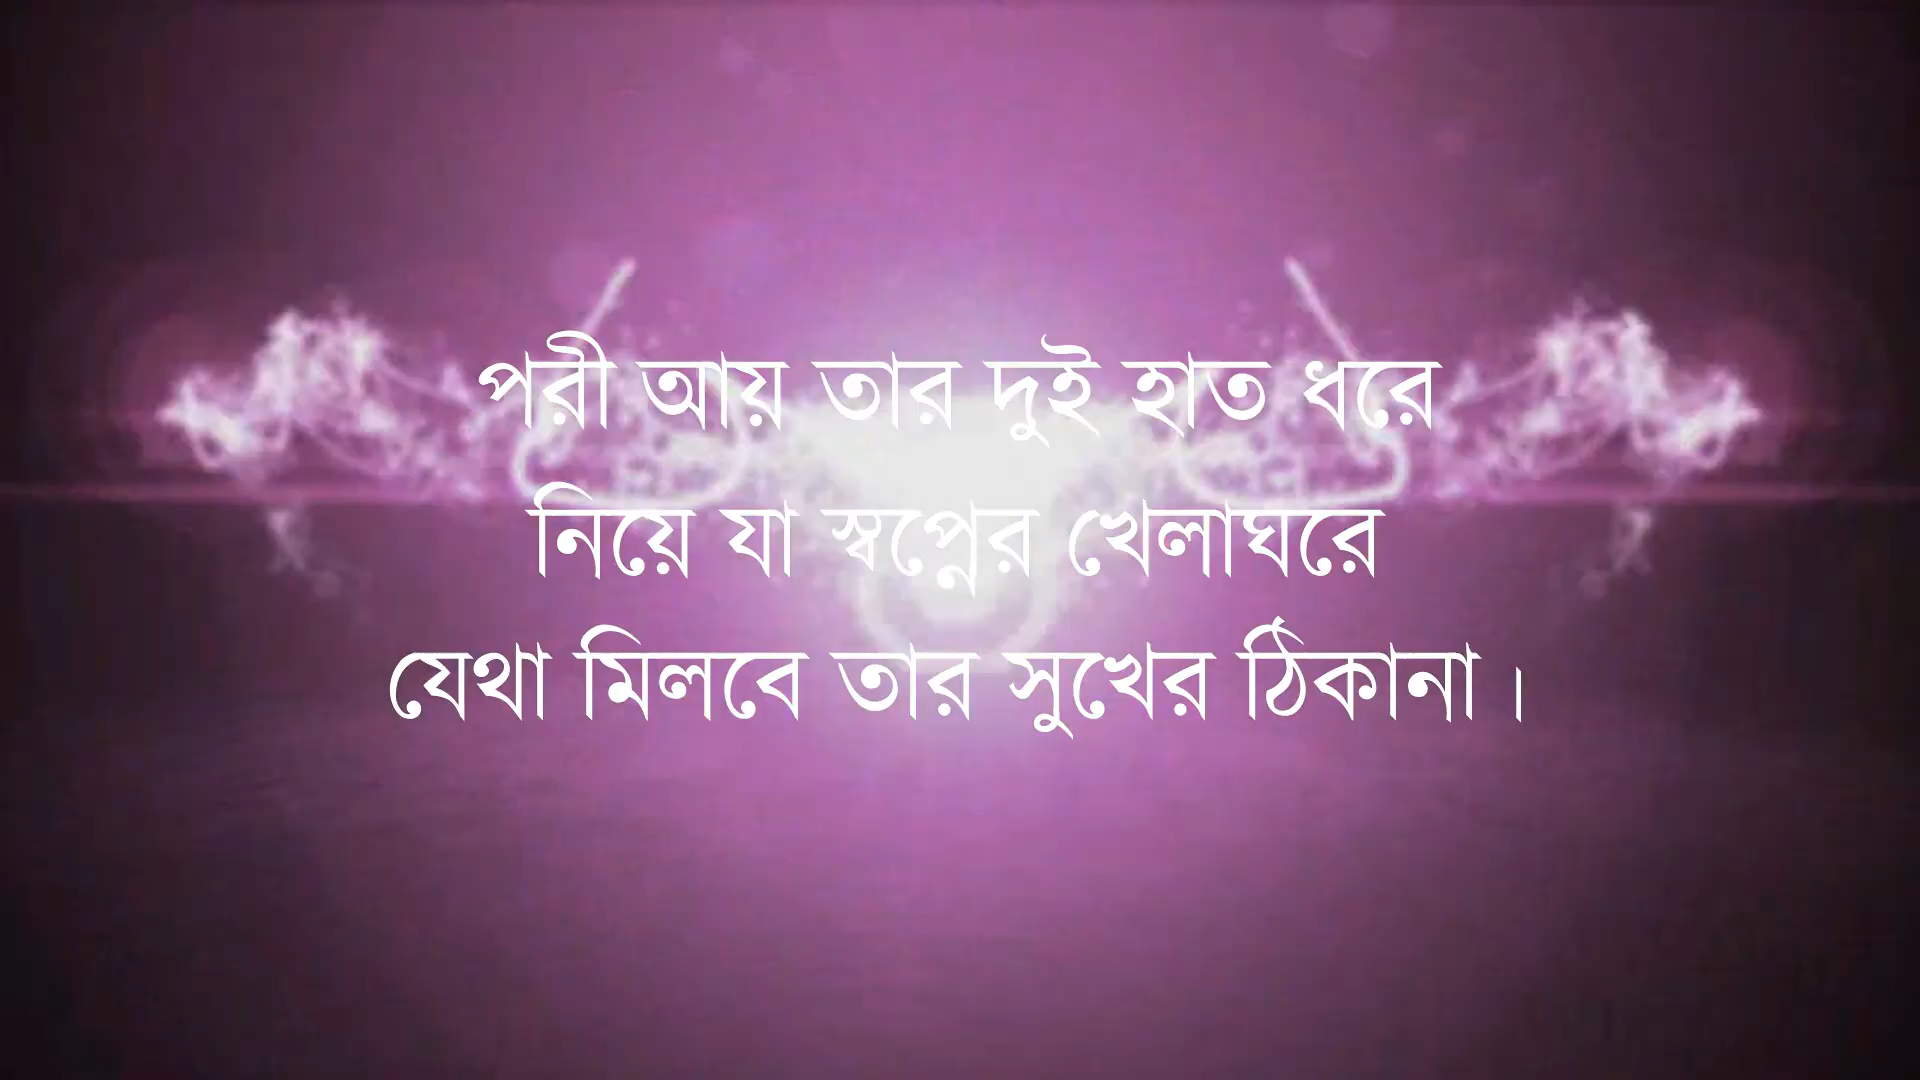 পরী আয় তার দুই হাত ধরে
নিয়ে যা স্বপ্নের খেলাঘরে
যেথা মিলবে তার সুখের ঠিকানা।